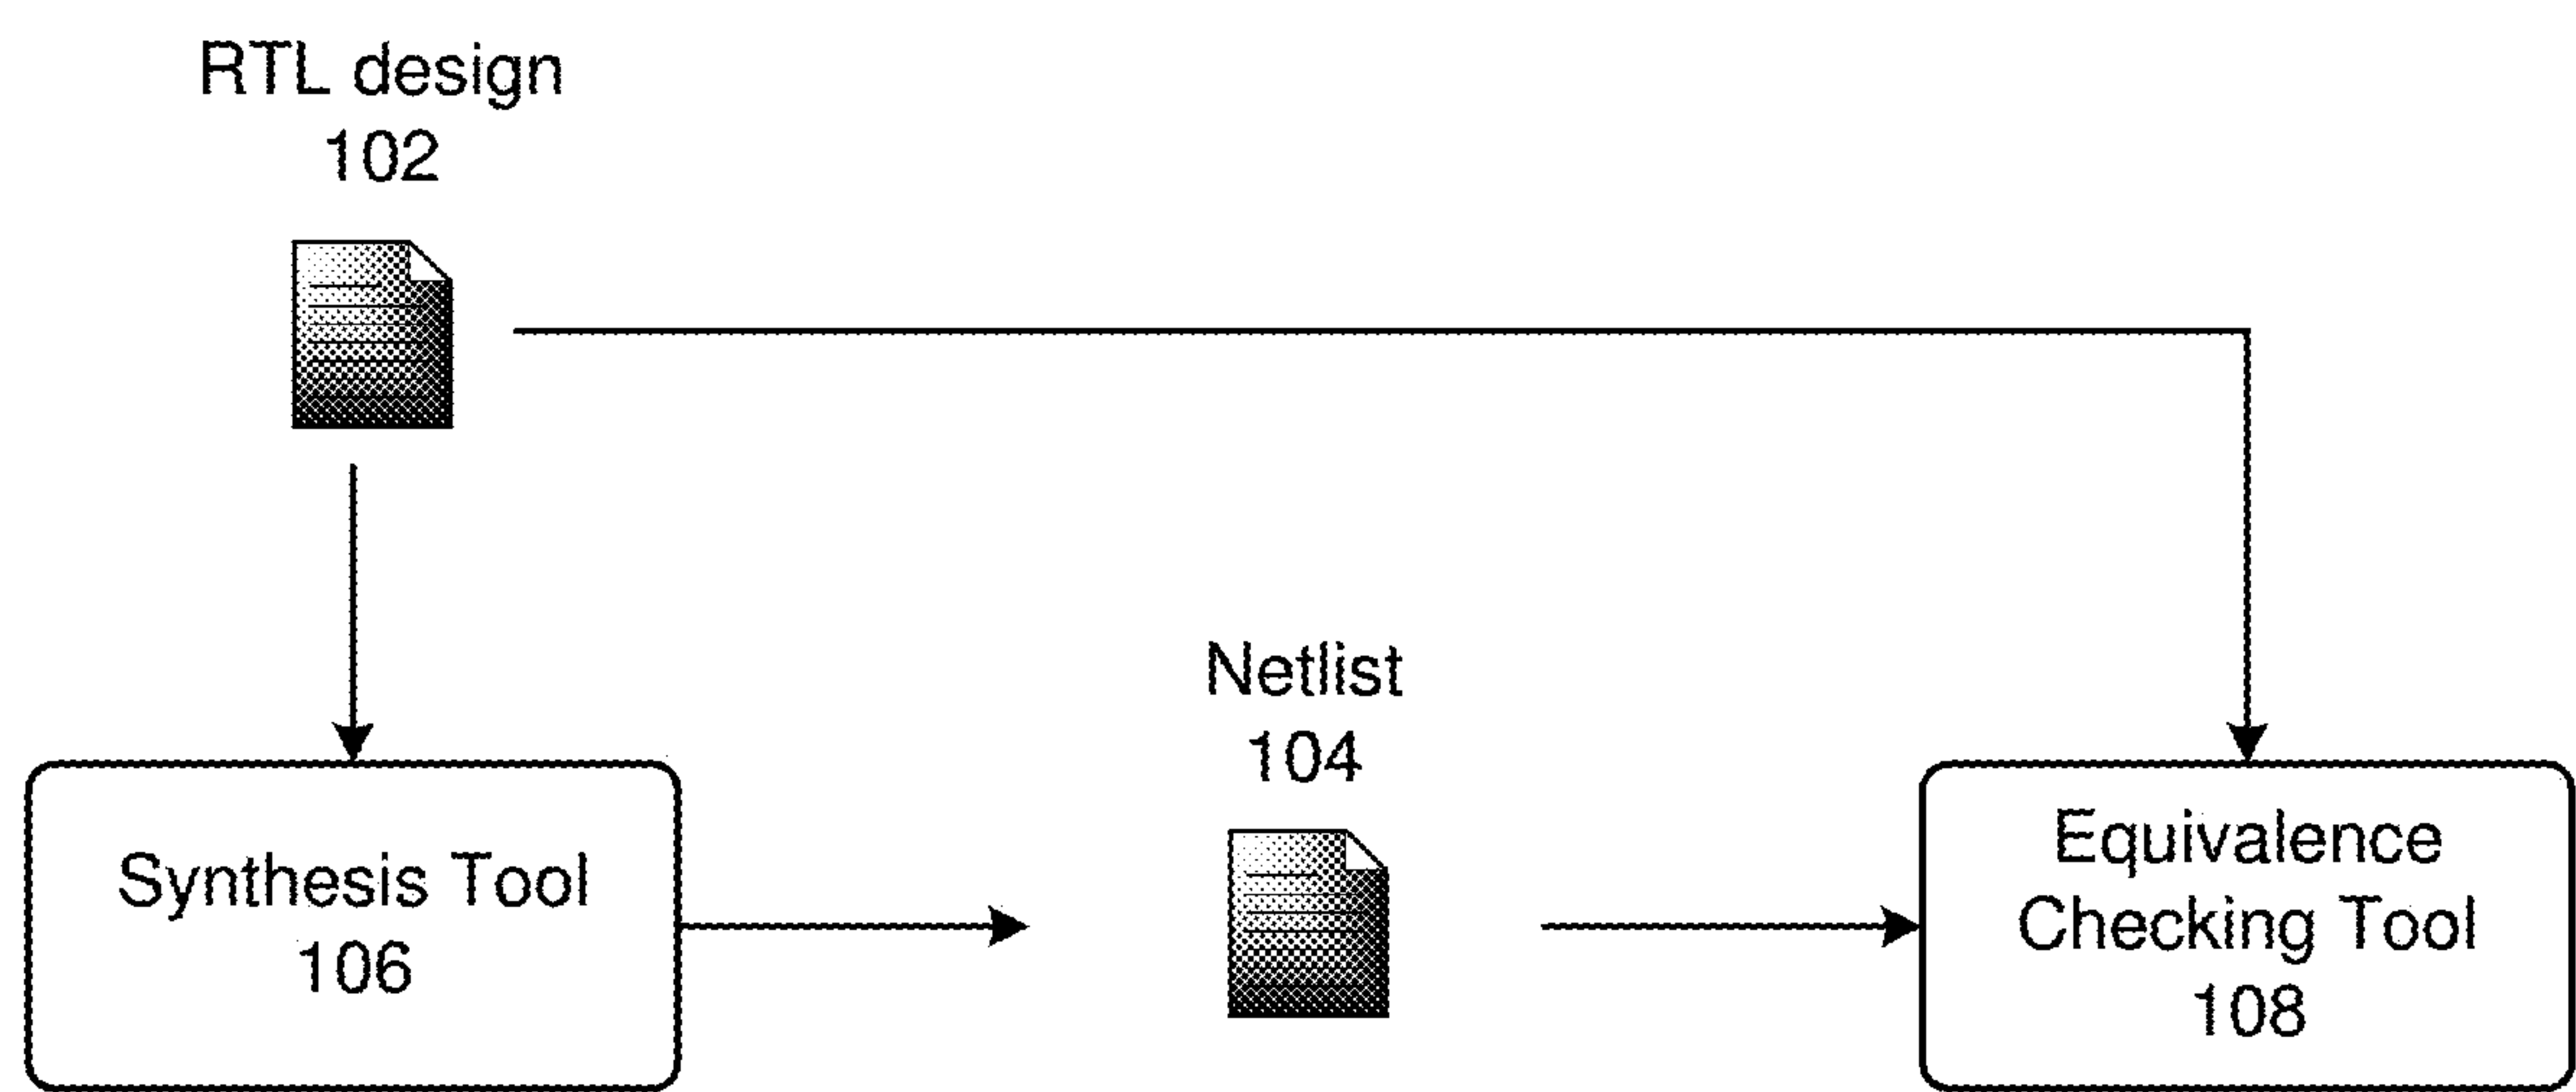 RTL design
102
Netlist
104
Synthesis Tool
106
Equivalence
Checking Tool
108